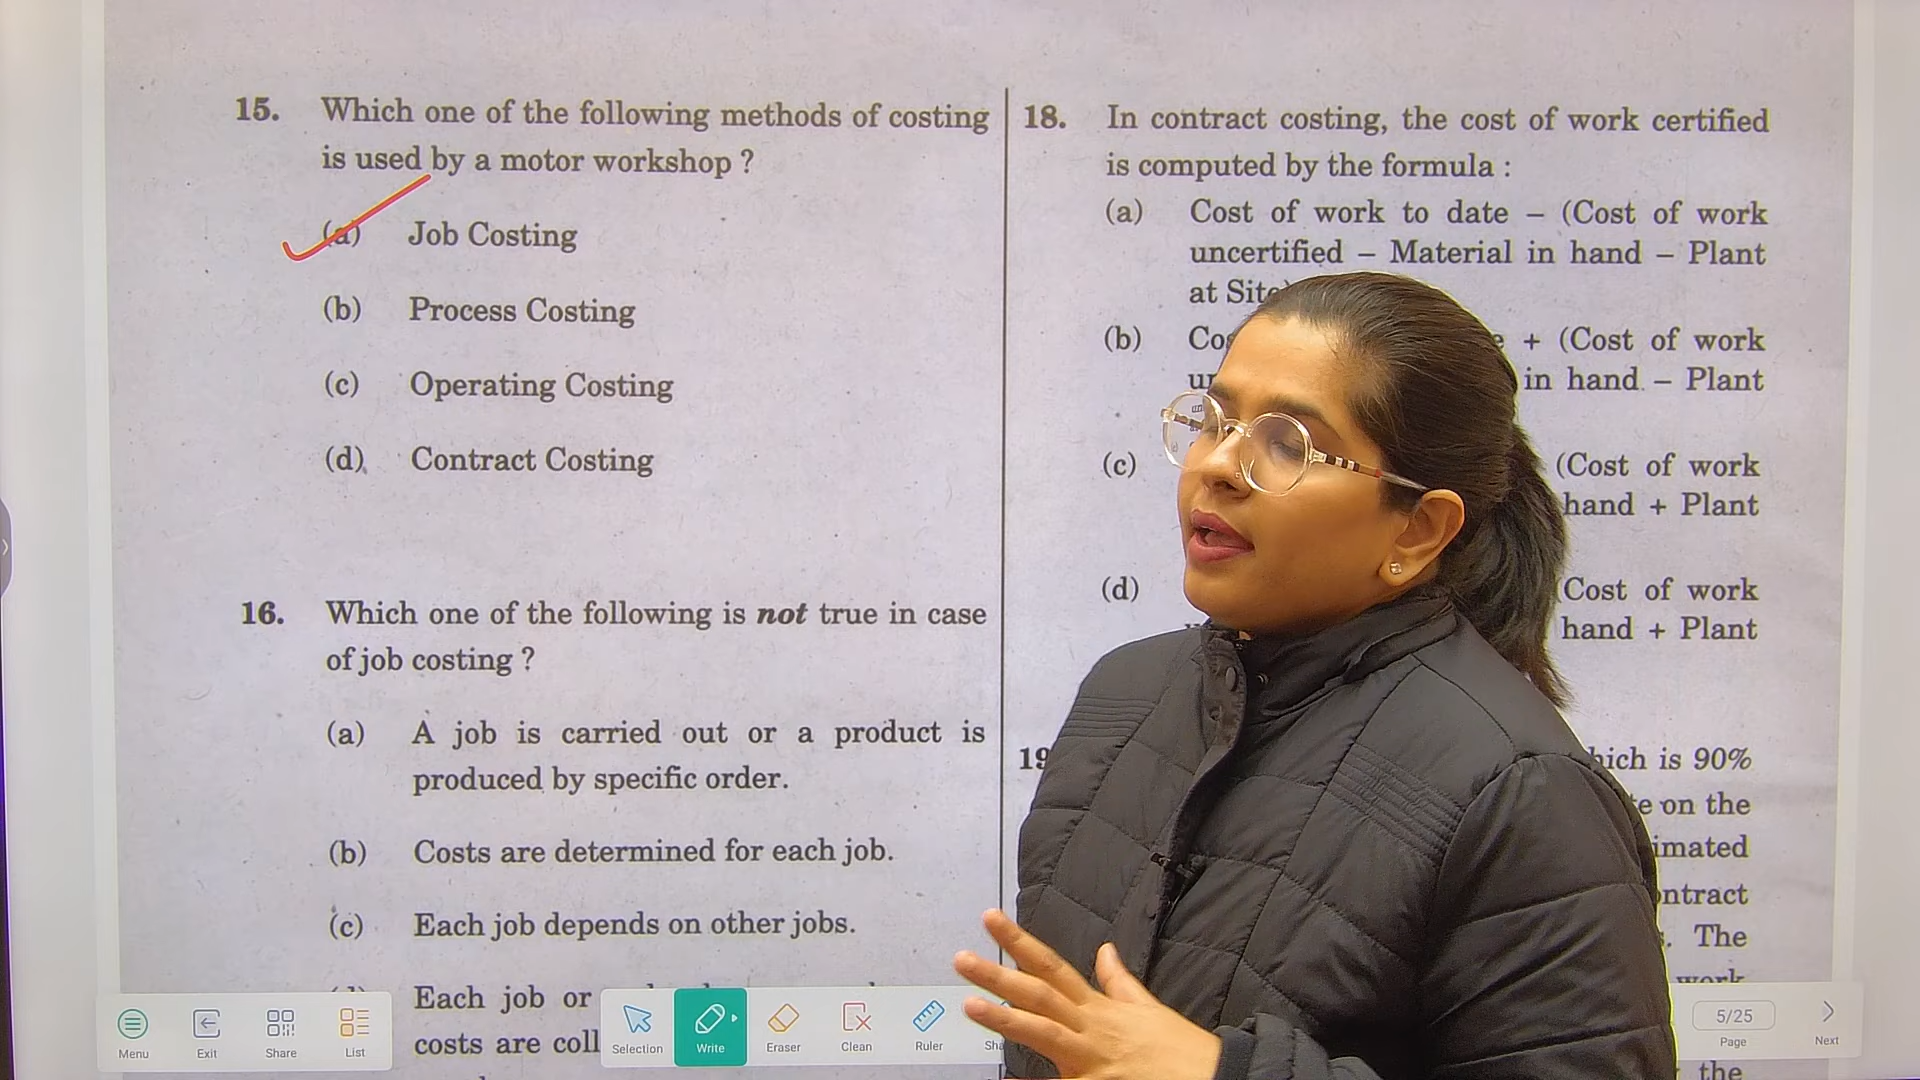 15. Which one of the following methods of costing
is used by a motor workshop ?
(a) Job Costing
(b) Process Costing
(c) Operating Costing
(d) Contract Costing
16. Which one of the following is not true in case
of job costing ?
(a) A job is carried out or a product is
produced by specific order.
(b) Costs are determined for each job.
(c) Each job depends on other jobs.
Each job or
costs are
18. In contract costing, the cost of work certified
is computed by the formula :
(a) Cost of work to date – (Cost of work
uncertified – Material in hand – Plant
at Site)
(b) + (Cost of work
in hand – Plant
(c) (Cost of work
hand + Plant
(d) (Cost of work
hand + Plant
19
is 90%
on the
. The
work
the
Menu
Exit
Share
List
Selection
Write
Eraser
Clean
Ruler
5/25
Page
Next